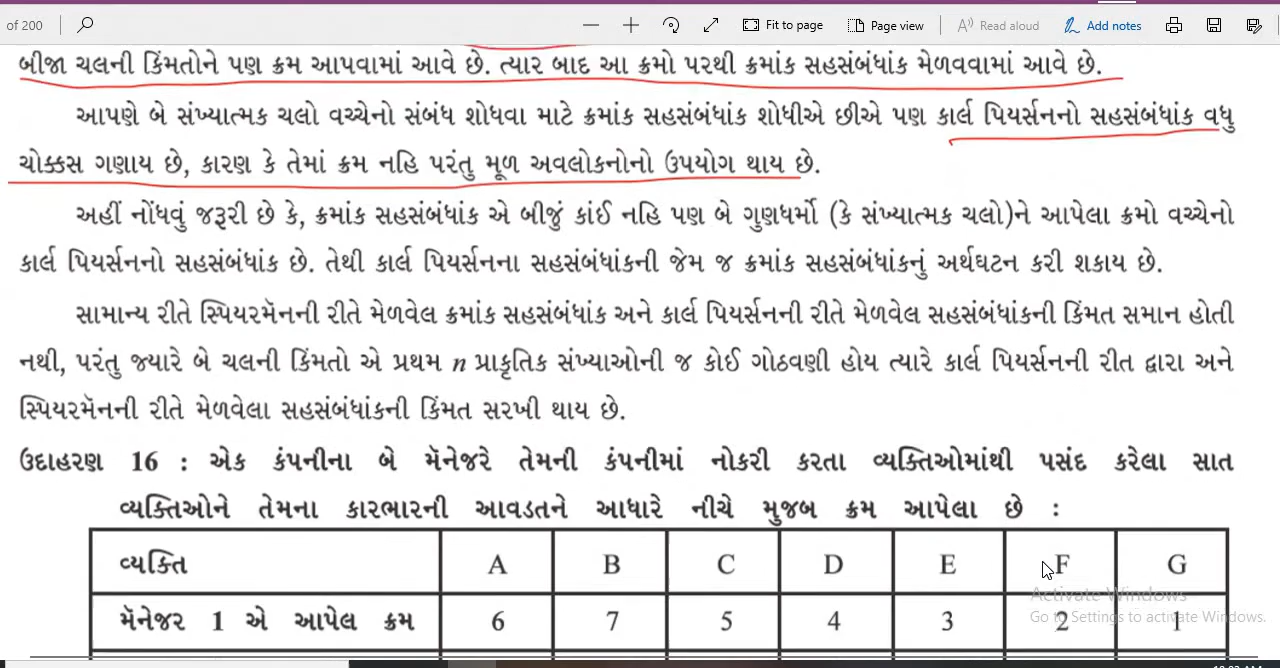 of 200 Fit to page Page view Read aloud Add notes
બીજા ચલની કિંમતોને પણ ક્રમ આપવામાં આવે છે. ત્યાર બાદ આ ક્રમો પરથી ક્રમાંક સહસંબંધાંક મેળવવામાં આવે છે.
આપણે બે સંખ્યાત્મક ચલો વચ્ચેનો સંબંધ શોધવા માટે ક્રમાંક સહસંબંધાંક શોધીએ છીએ પણ કાર્લ પિયર્સનનો સહસંબંધાંક વધુ
ચોક્કસ ગણાય છે, કારણ કે તેમાં ક્રમ નહિ પરંતુ મૂળ અવલોકનોનો ઉપયોગ થાય છે.
અહીં નોંધવું જરૂરી છે કે, ક્રમાંક સહસંબંધાંક એ બીજું કાંઈ નહિ પણ બે ગુણધર્મો (કે સંખ્યાત્મક ચલો)ને આપેલા ક્રમો વચ્ચેનો
કાર્લ પિયર્સનનો સહસંબંધાંક છે. તેથી કાર્લ પિયર્સનના સહસંબંધાંકની જેમ જ ક્રમાંક સહસંબંધાંકનું અર્થઘટન કરી શકાય છે.
સામાન્ય રીતે સ્પિયરમૅનની રીતે મેળવેલ ક્રમાંક સહસંબંધાંક અને કાર્લ પિયર્સનની રીતે મેળવેલ સહસંબંધાંકની કિંમત સમાન હોતી
નથી, પરંતુ જ્યારે બે ચલની કિંમતો એ પ્રથમ n પ્રાકૃતિક સંખ્યાઓની જ કોઈ ગોઠવણી હોય ત્યારે કાર્લ પિયર્સનની રીત દ્વારા અને
સ્પિયરમૅનની રીતે મેળવેલા સહસંબંધાંકની કિંમત સરખી થાય છે.
ઉદાહરણ 16 : એક કંપનીના બે મૅનેજરે તેમની કંપનીમાં નોકરી કરતા વ્યક્તિઓમાંથી પસંદ કરેલા સાત
વ્યક્તિઓને તેમના કારભારની આવડતને આધારે નીચે મુજબ ક્રમ આપેલા છે :
વ્યક્તિ A B C D E F G
મૅનેજર 1 એ આપેલ ક્રમ 6 7 5 4 3 2 1
Activate Windows
Go to Settings to activate Windows.